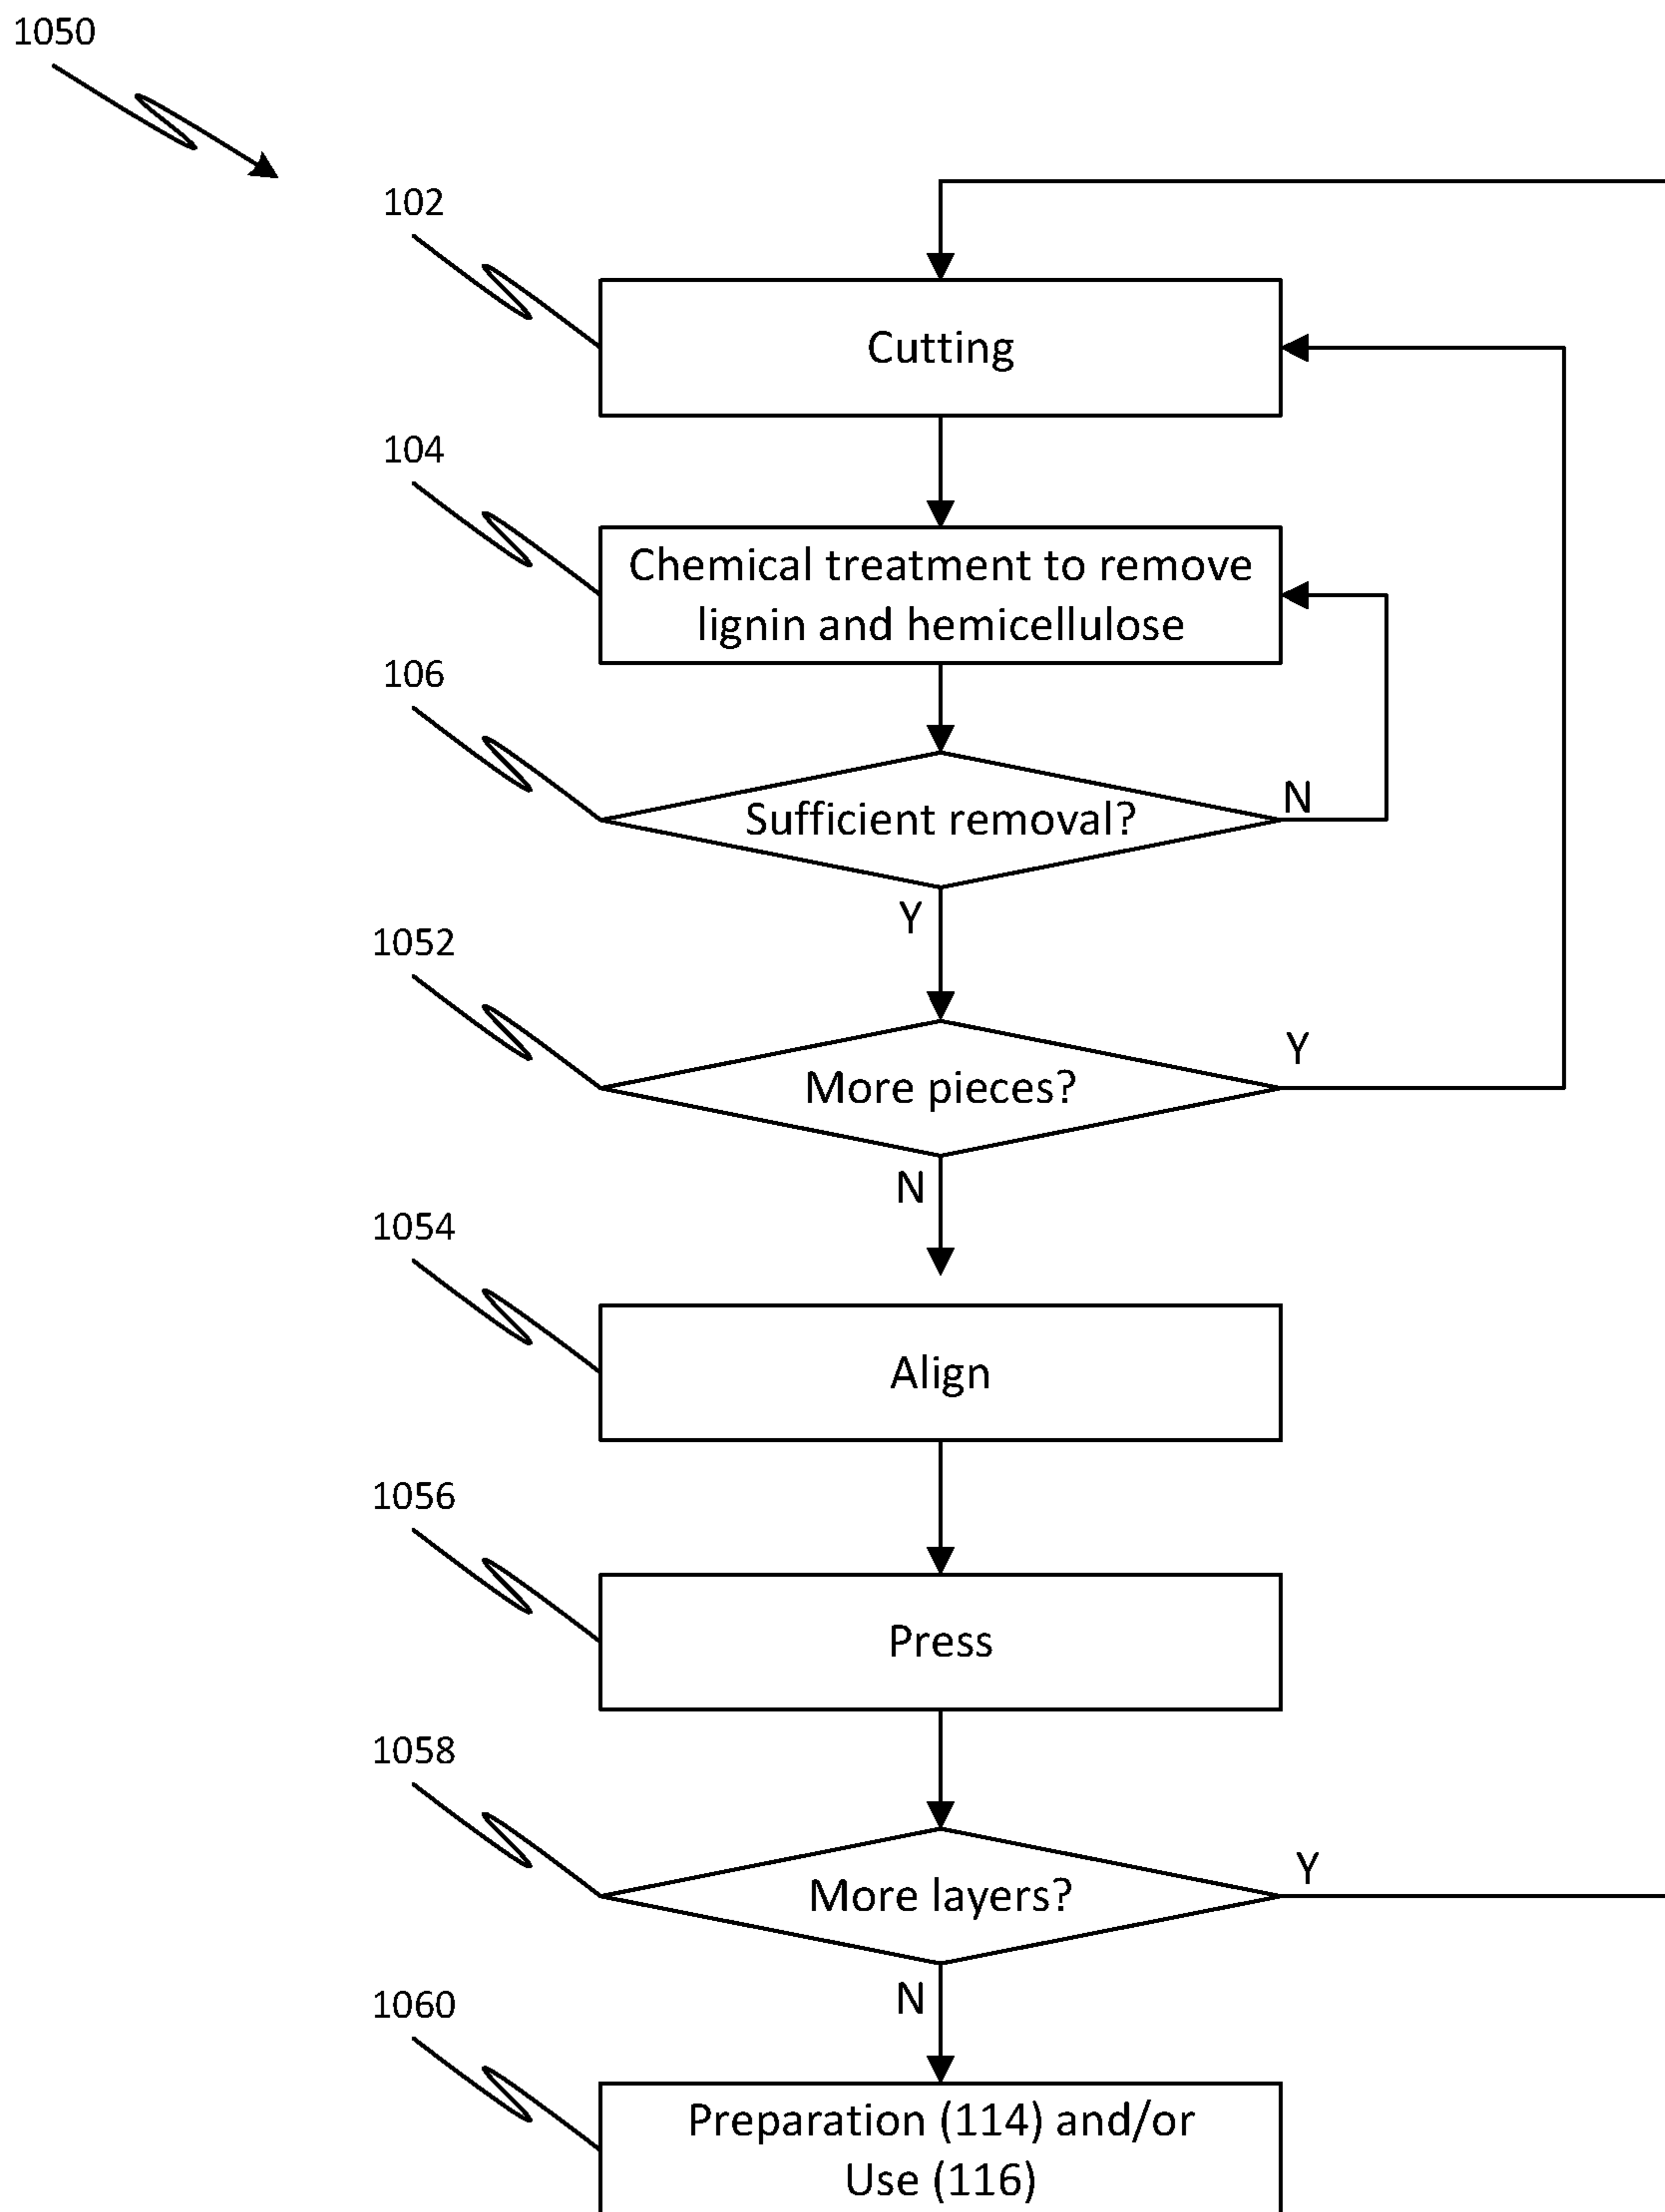 1050
102
Cutting
104
Chemical treatment to remove
lignin and hemicellulose
106
Sufficient removal?
N
Y
1052
More pieces?
Y
N
1054
Align
1056
Press
1058
More layers?
Y
N
1060
Preparation (114) and/or
Use (116)